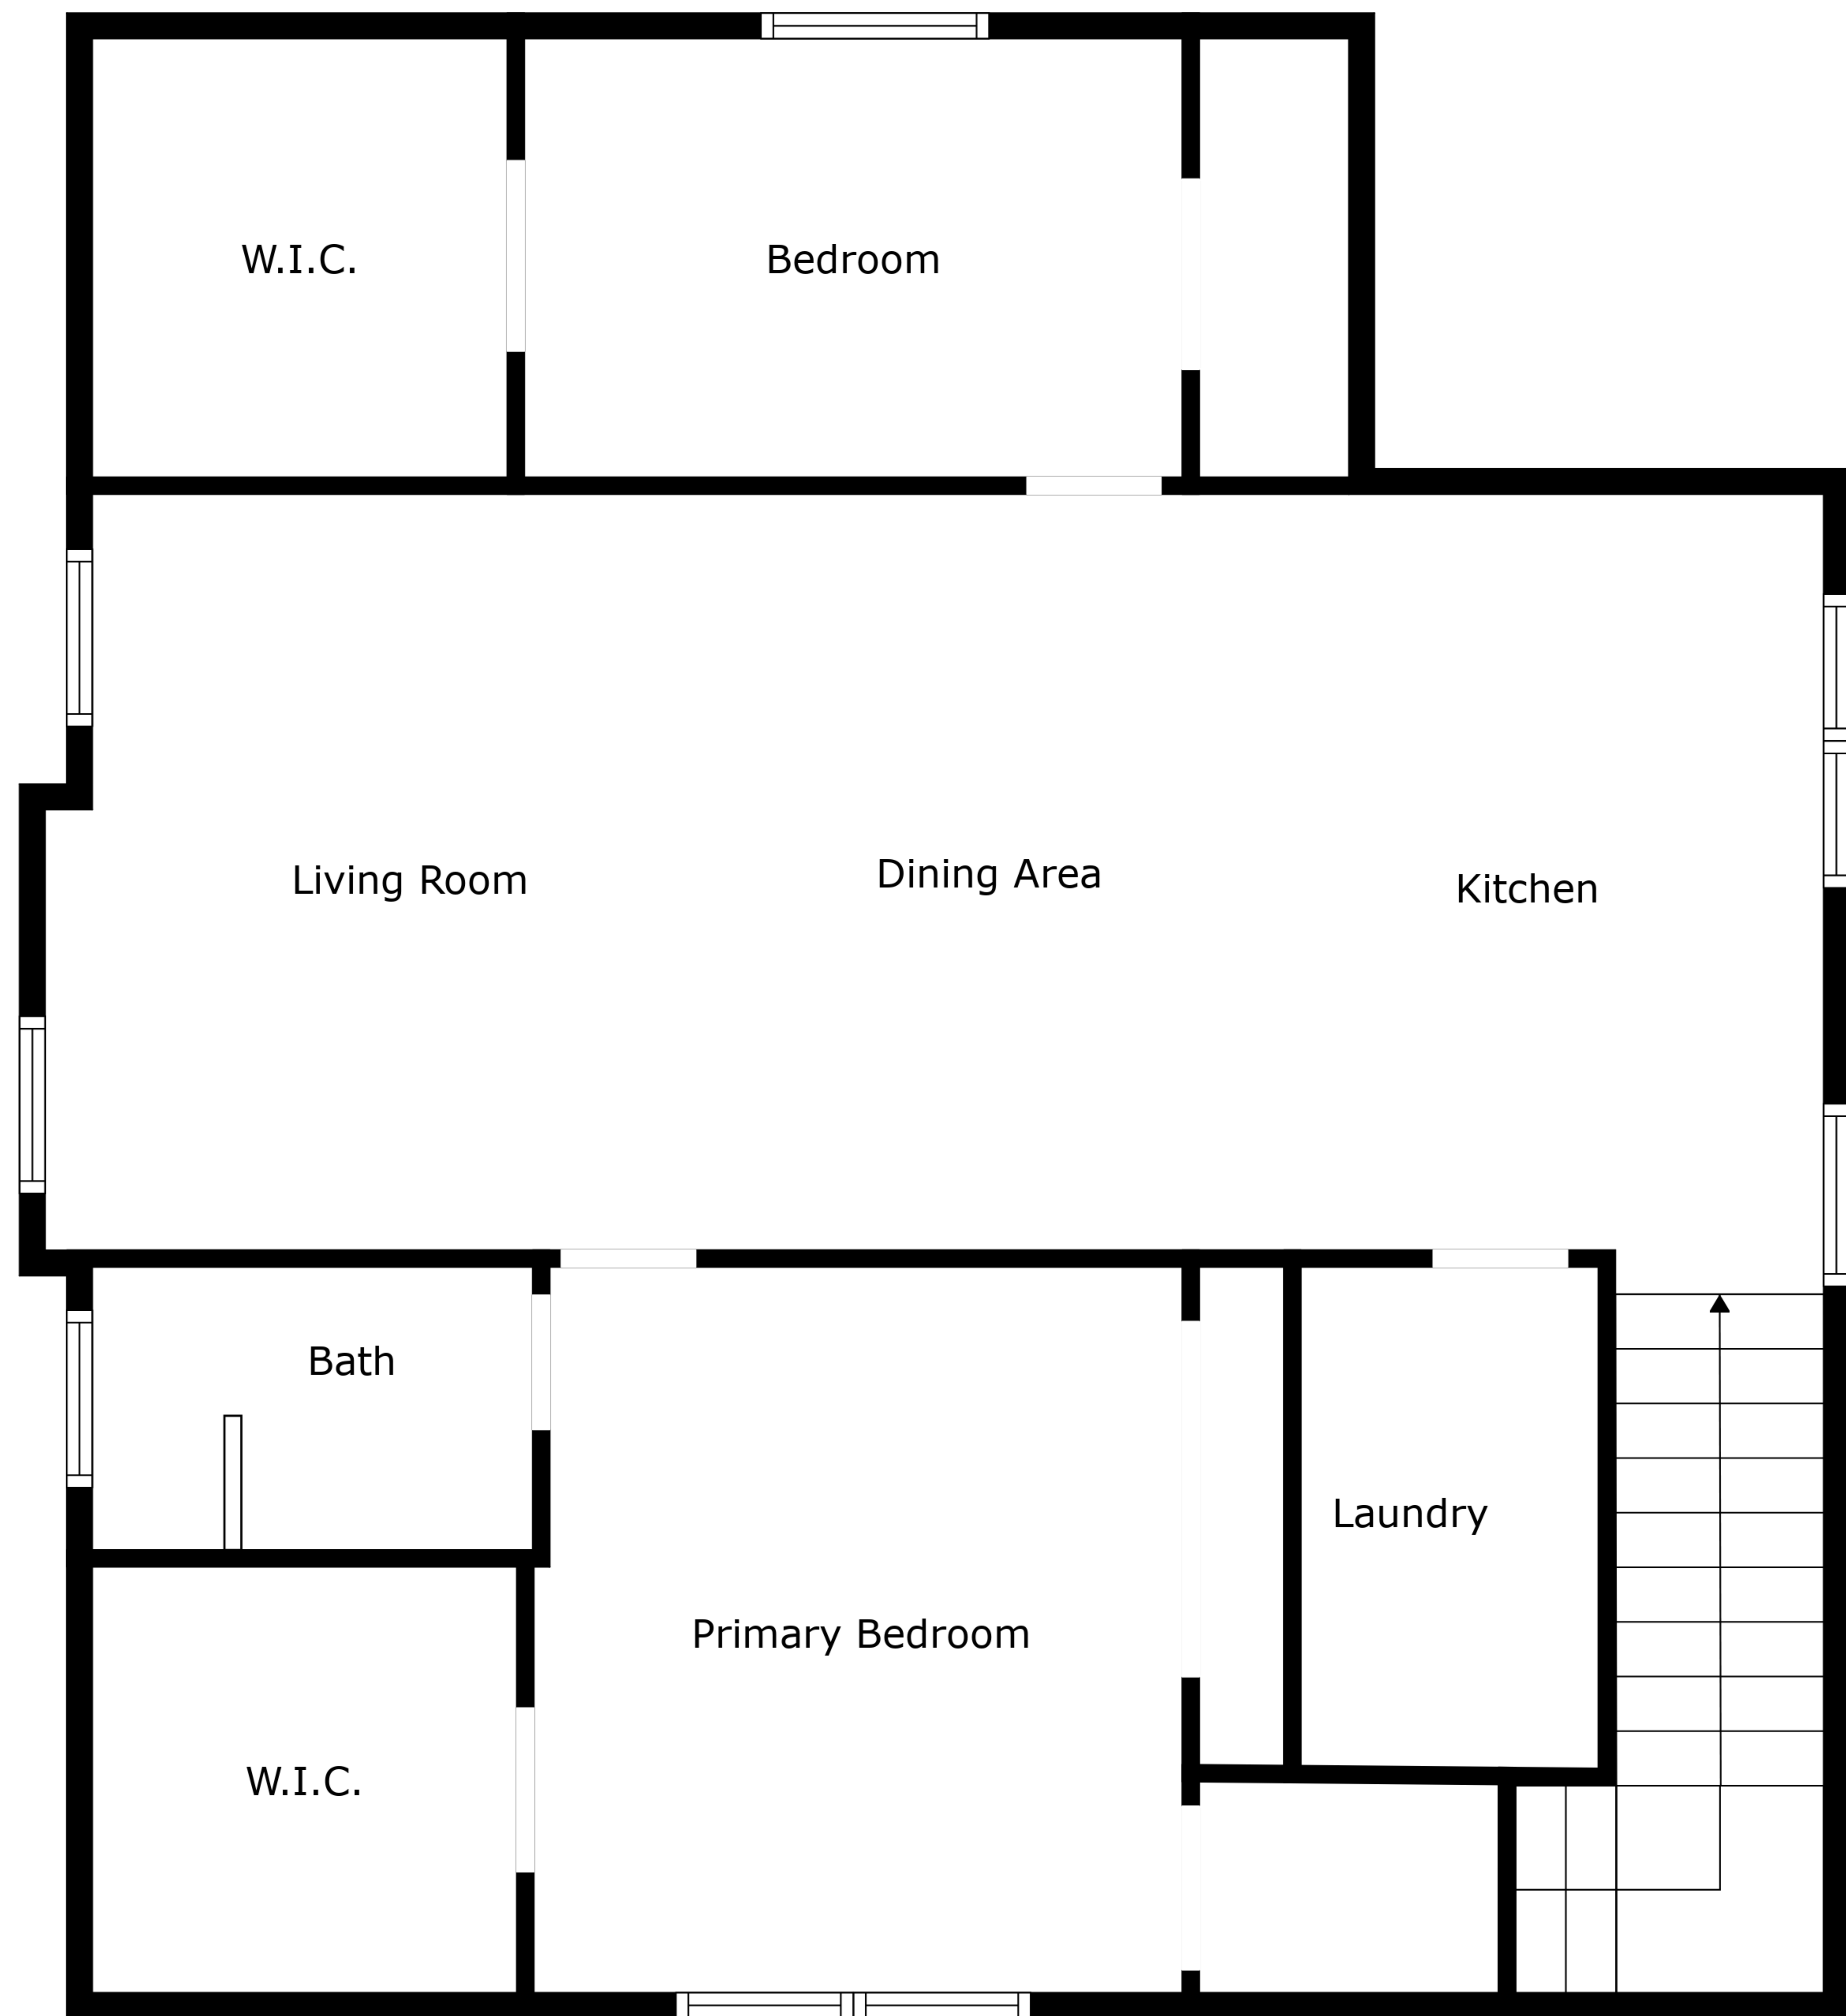 W.I.C.
Bedroom
Living Room
Dining Area
Kitchen
Bath
Laundry
Primary Bedroom
W.I.C.